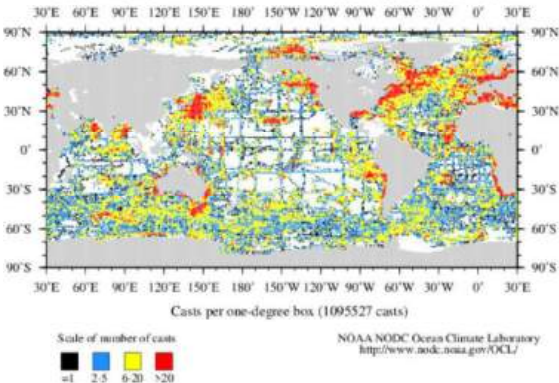 30˚E 60˚E 90˚E 120˚E 150˚E 180˚ 150˚W 120˚W 90˚W 60˚W 30˚W 0˚ 30˚E
90˚N 90˚N
60˚N 60˚N
30˚N 30˚N
0˚ 0˚
30˚S 30˚S
60˚S 60˚S
90˚S 90˚S
30˚E 60˚E 90˚E 120˚E 150˚E 180˚ 150˚W 120˚W 90˚W 60˚W 30˚W 0˚ 30˚E
Casts per one-degree box (1095527 casts)
Scale of number of casts
=1 2-5 6-20 >20
NOAA NODC Ocean Climate Laboratory
http://www.nodc.noaa.gov/OCL/